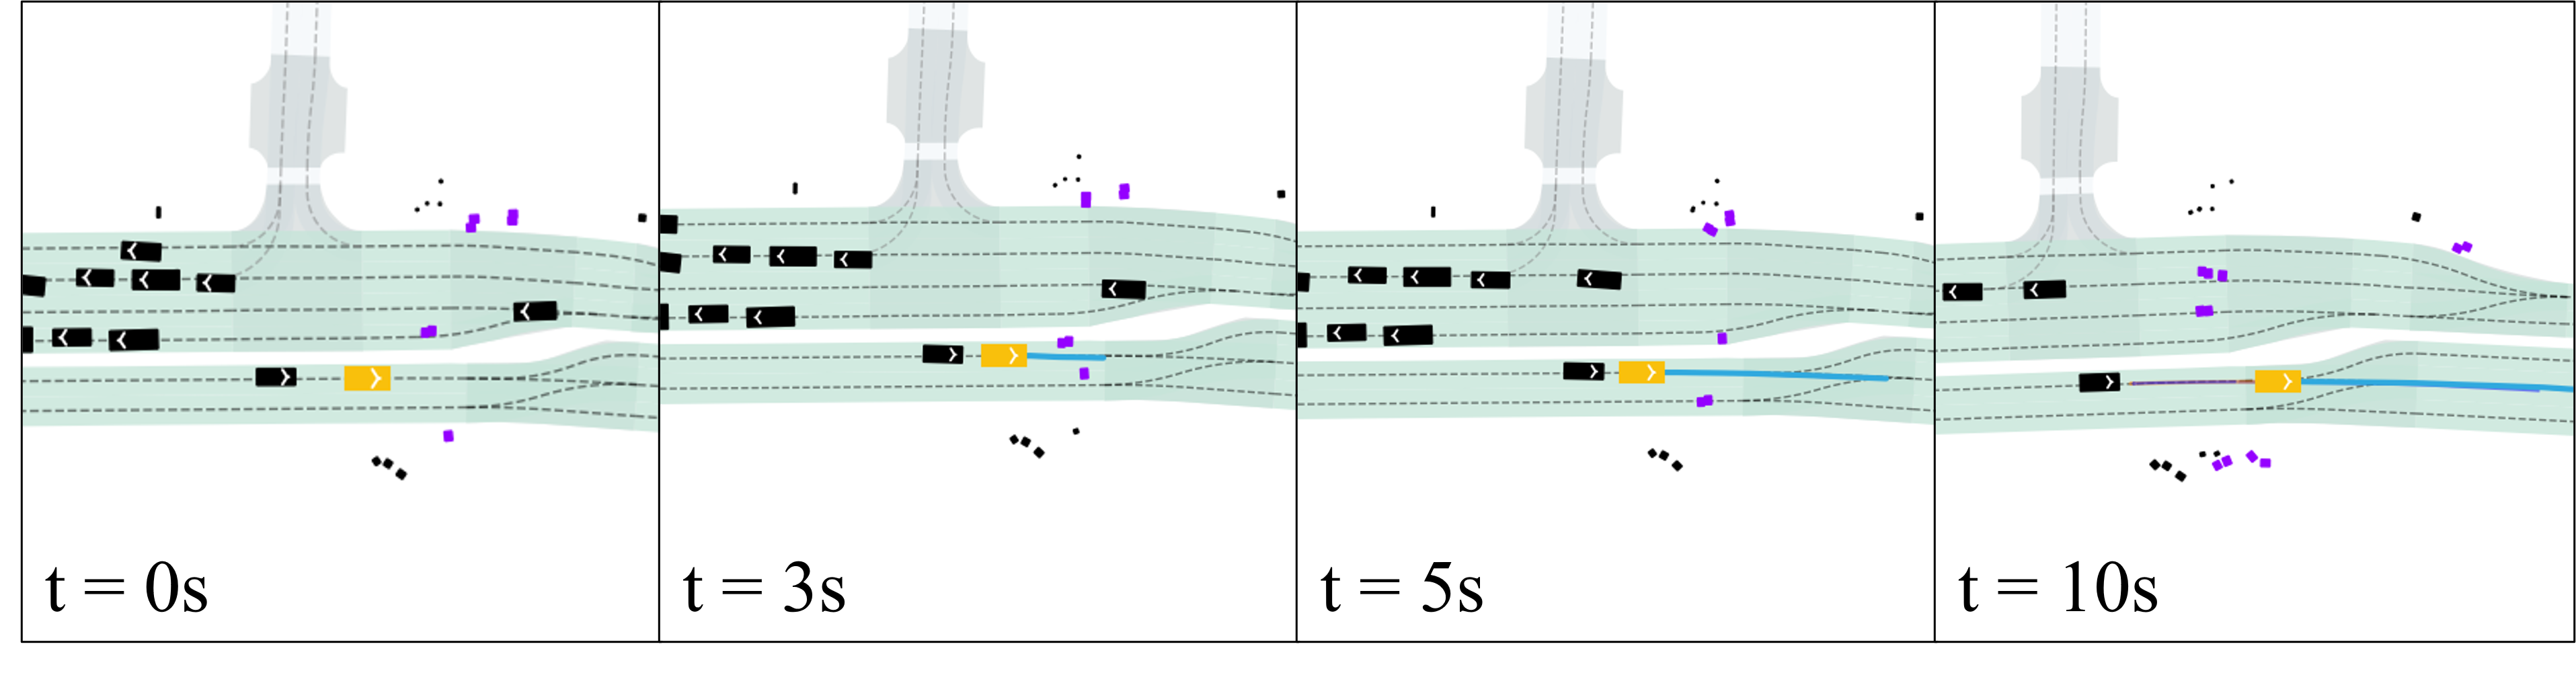 t = 0s
t = 3s
t = 5s
t = 10s